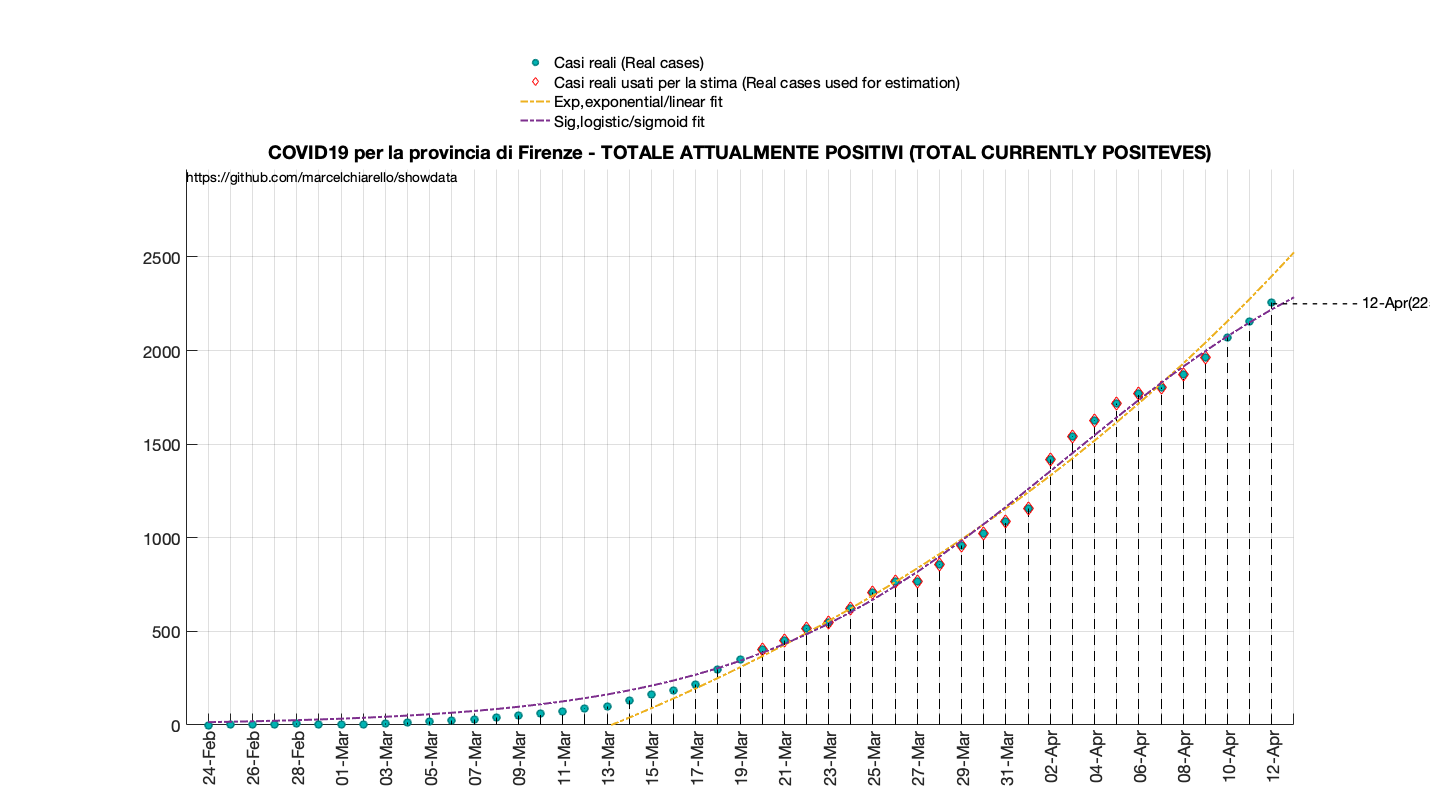 Casi reali (Real cases)
Casi reali usati per la stima (Real cases used for estimation)
Exp,exponential/linear fit
Sig,logistic/sigmoid fit
COVID19 per la provincia di Firenze - TOTALE ATTUALMENTE POSITIVI (TOTAL CURRENTLY POSITEVES)
https://github.com/marcelchiarello/showdata
2500
2000
1500
1000
500
0
12-Apr(22
24-Feb
26-Feb
28-Feb
01-Mar
03-Mar
05-Mar
07-Mar
09-Mar
11-Mar
13-Mar
15-Mar
17-Mar
19-Mar
21-Mar
23-Mar
25-Mar
27-Mar
29-Mar
31-Mar
02-Apr
04-Apr
06-Apr
08-Apr
10-Apr
12-Apr